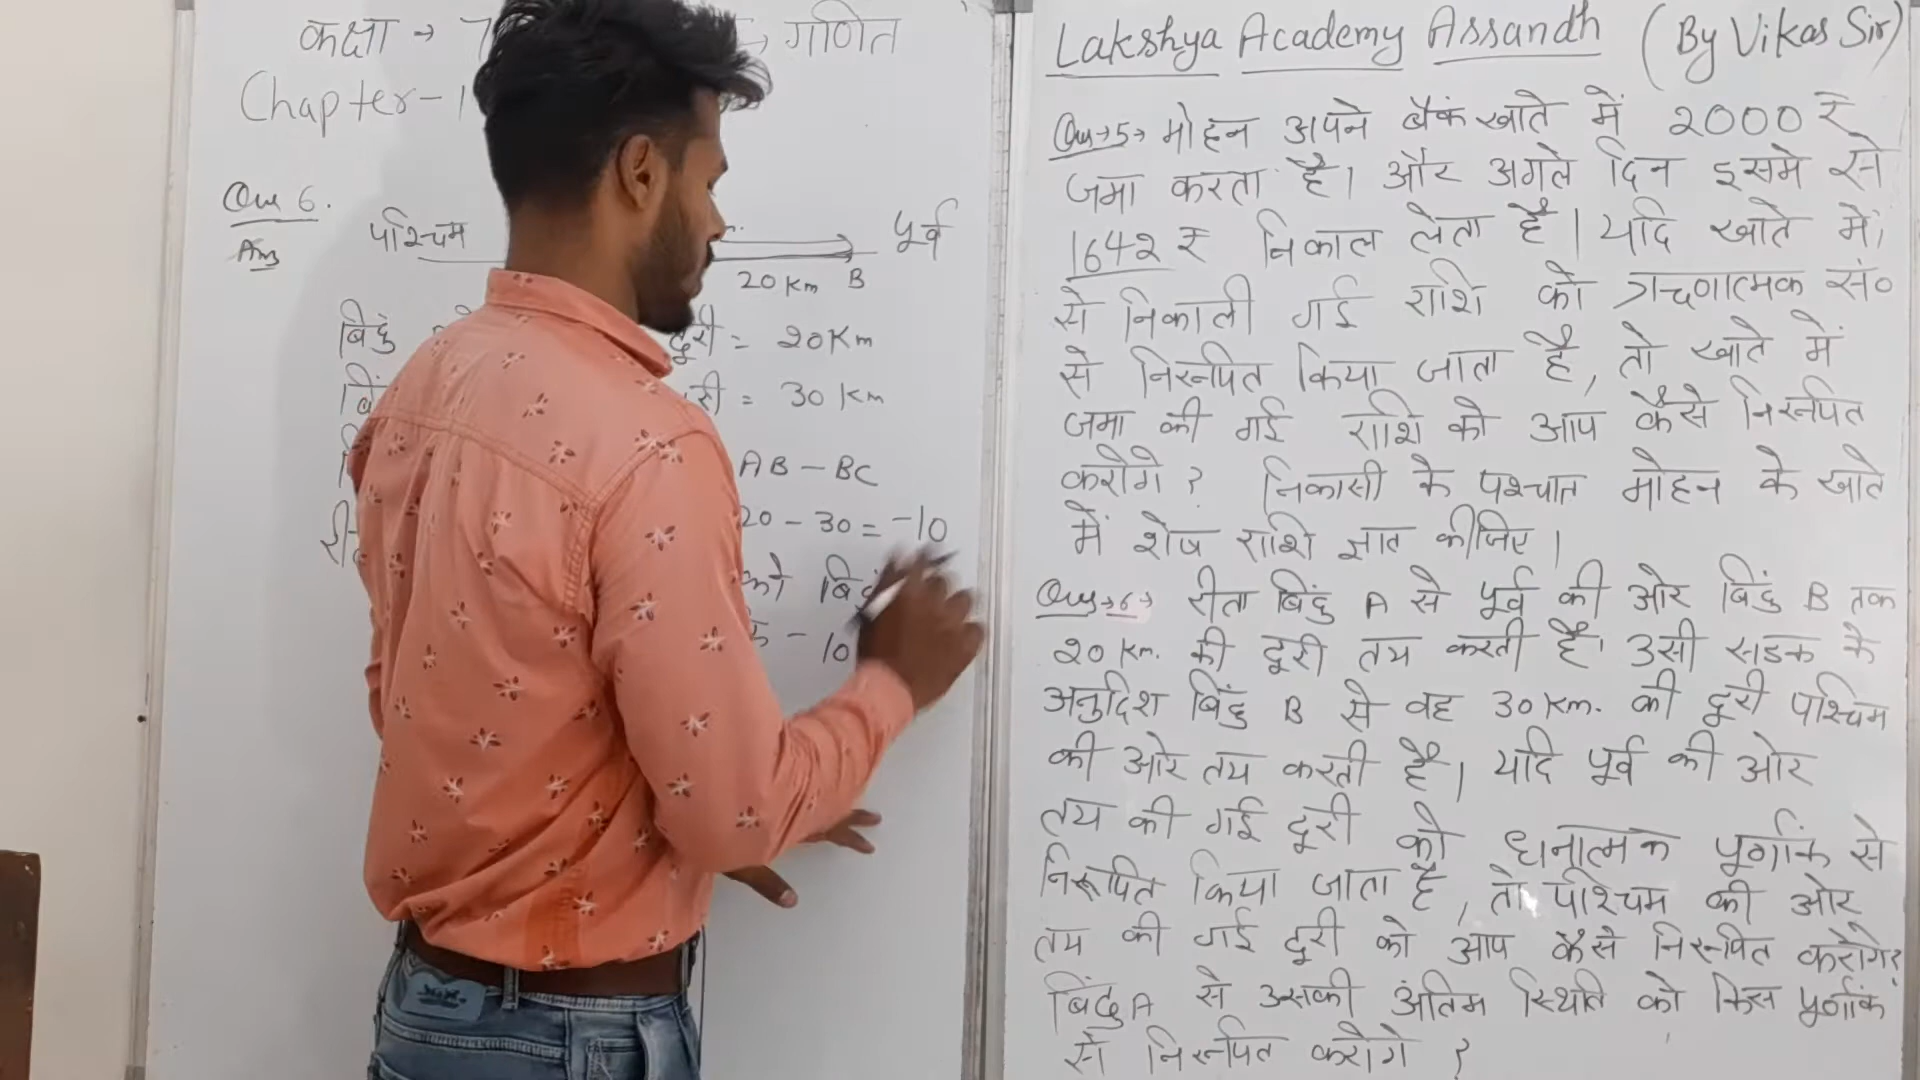 कक्षा → 7 → गणित
Chapter-1
Que 6.
पश्चिम पूर्व
Ans
20 Km B
बिंदु दूरी = 20 Km
= 30 Km
AB - BC
20 - 30 = -10
को
- 10
Lakshya Academy Assandh (By Vikas Sir)
Que→5→ मोहन अपने बैंक खाते में 2000 ₹
जमा करता है। और अगले दिन इसमे से
1642 ₹ निकाल लेता है। यदि खाते में,
से निकाली गई राशि को ऋणात्मक सं०
से निरूपित किया जाता है, तो खाते में
जमा की गई राशि को आप कैसे निरूपित
करोगे ? निकासी के पश्चात मोहन के खाते
में शेष राशि ज्ञात कीजिए।
Que→6→ रीता बिंदु A से पूर्व की ओर बिंदु B तक
20 Km. की दूरी तय करती है। उसी सडक के
अनुदिश बिंदु B से वह 30 Km. की दूरी पश्चिम
की ओर तय करती है। यदि पूर्व की ओर
तय की गई दूरी को धनात्मक पूर्णांक से
निरूपित किया जाता है, तो पश्चिम की ओर
तय की गई दूरी को आप कैसे निरूपित करोगे?
बिंदु A से उसकी अंतिम स्थिति को किस पूर्णांक
से निरूपित करोगे ?